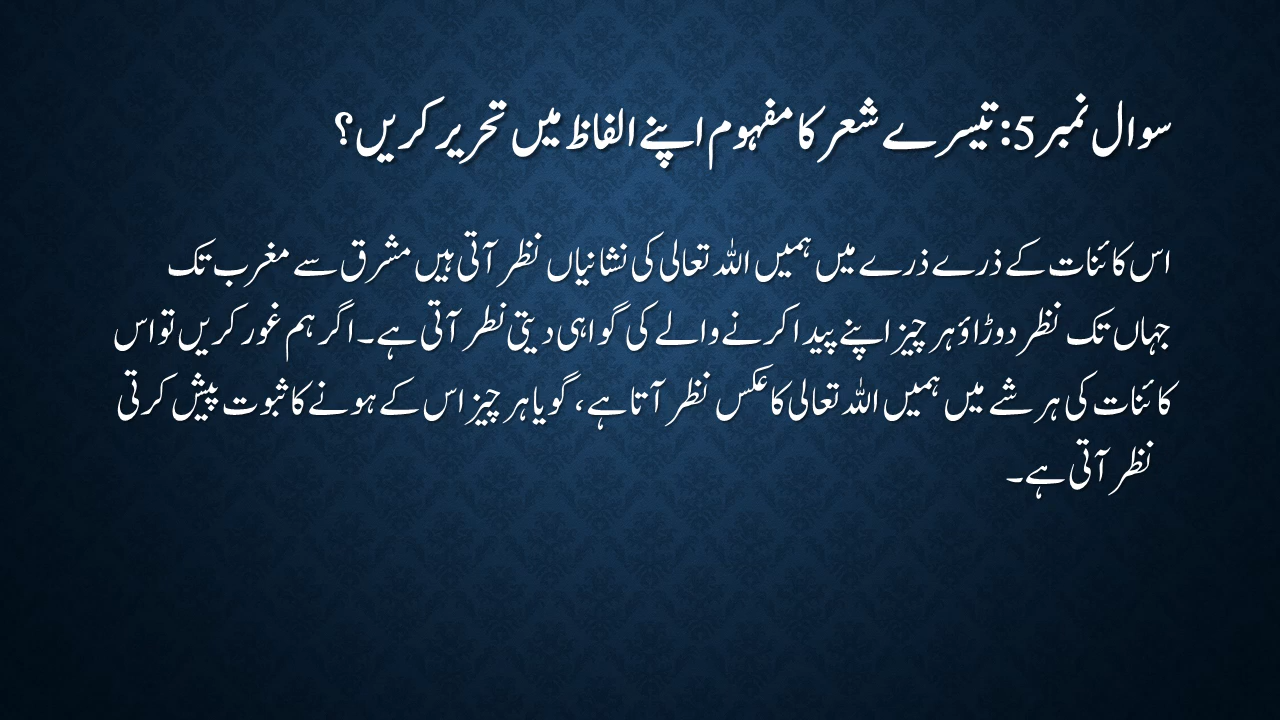 سوال نمبر 5: تیسرے شعر کا مفہوم اپنے الفاظ میں تحریر کریں؟
اس کائنات کے ذرے ذرے میں ہمیں اللہ تعالی کی نشانیاں نظر آتی ہیں مشرق سے مغرب تک
جہاں تک نظر دوڑاؤ ہر چیز اپنے پیدا کرنے والے کی گواہی دیتی نطر آتی ہے۔ اگر ہم غور کریں تو اس
کائنات کی ہر شے میں ہمیں اللہ تعالی کا عکس نظر آتا ہے، گویا ہر چیز اس کے ہونے کا ثبوت پیش کرتی
نظر آتی ہے۔